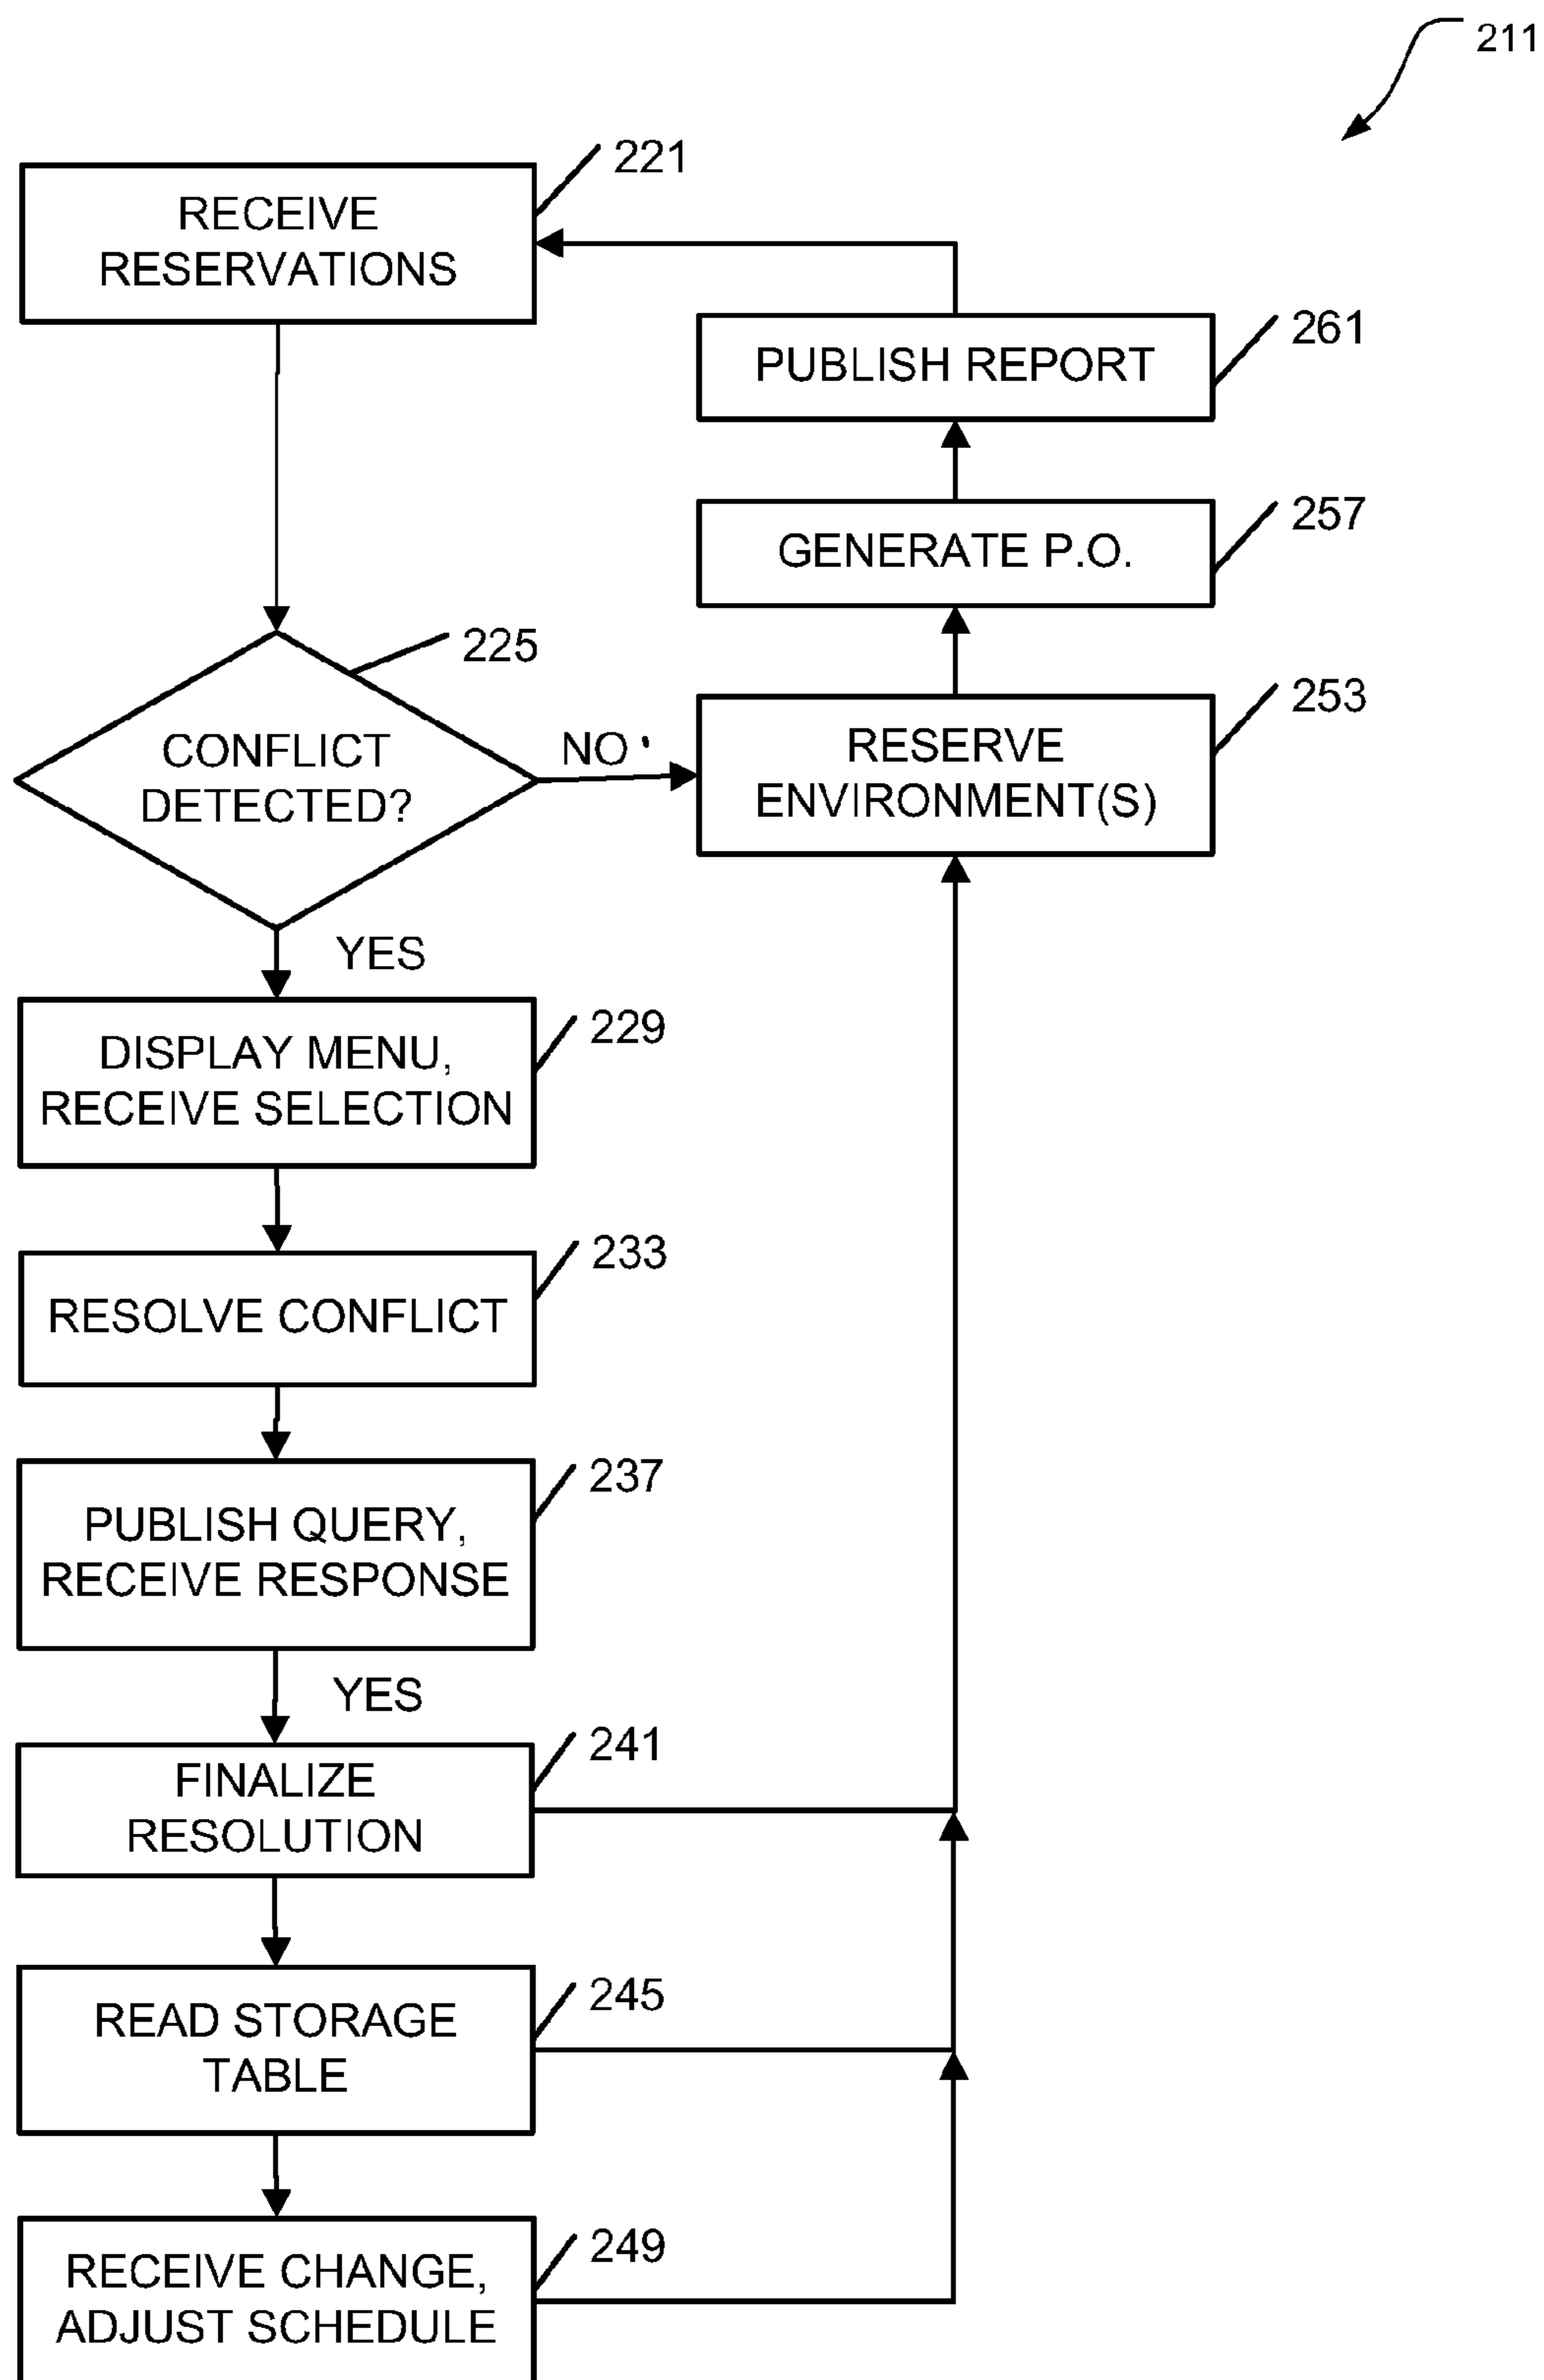 211
221
RECEIVE
RESERVATIONS
261
PUBLISH REPORT
257
GENERATE P.O.
225
CONFLICT
DETECTED?
NO
253
RESERVE
ENVIRONMENT(S)
YES
229
DISPLAY MENU,
RECEIVE SELECTION
233
RESOLVE CONFLICT
237
PUBLISH QUERY,
RECEIVE RESPONSE
YES
241
FINALIZE
RESOLUTION
245
READ STORAGE
TABLE
249
RECEIVE CHANGE,
ADJUST SCHEDULE